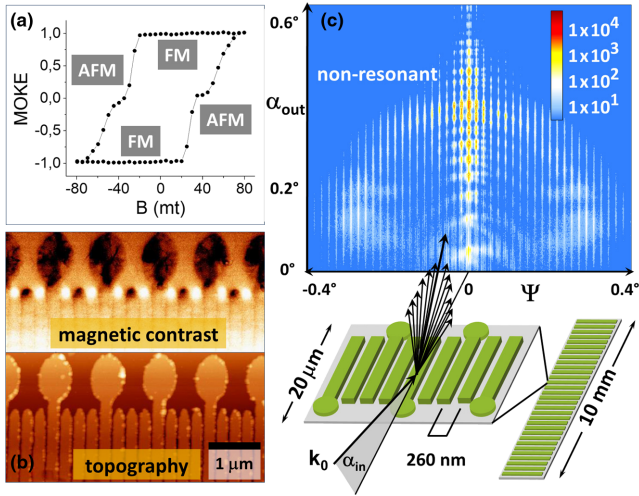 (a)
MOKE
1,0
0,5
0,0
-0,5
-1,0
AFM
FM
FM
AFM
-80
-40
0
40
80
B (mt)
magnetic contrast
(b)
topography
1 μm
(c)
0.6°
α_out
0.2°
0°
non-resonant
1x10⁴
1x10³
1x10²
1x10¹
-0.4°
0
Ψ
0.4°
20 μm
k₀
α_in
260 nm
10 mm